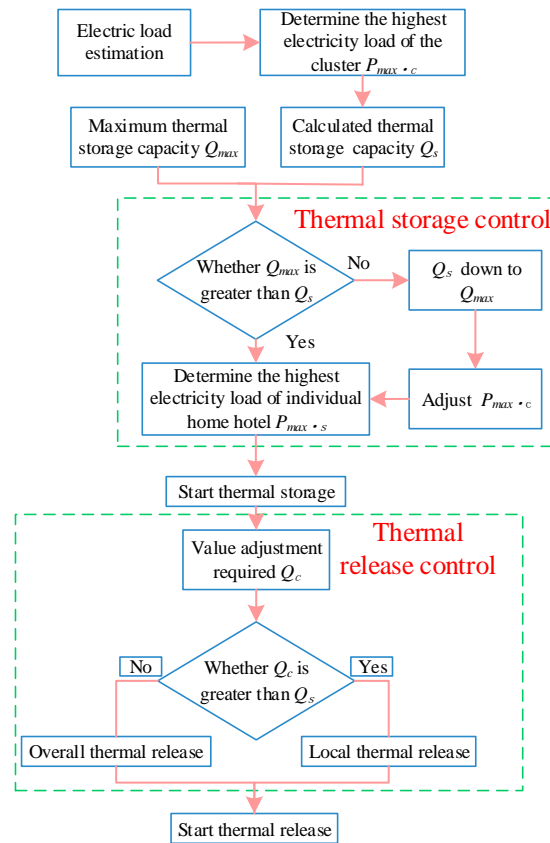 Electric load
estimation
Determine the highest
electricity load of the
cluster Pmax·c
Maximum thermal
storage capacity Qmax
Calculated thermal
storage capacity Qs
Thermal storage control
Whether Qmax is
greater than Qs
No
Qs down to
Qmax
Yes
Determine the highest
electricity load of individual
home hotel Pmax·s
Adjust Pmax·c
Start thermal storage
Thermal
release control
Value adjustment
required Qc
No
Whether Qc is
greater than Qs
Yes
Overall thermal release
Local thermal release
Start thermal release